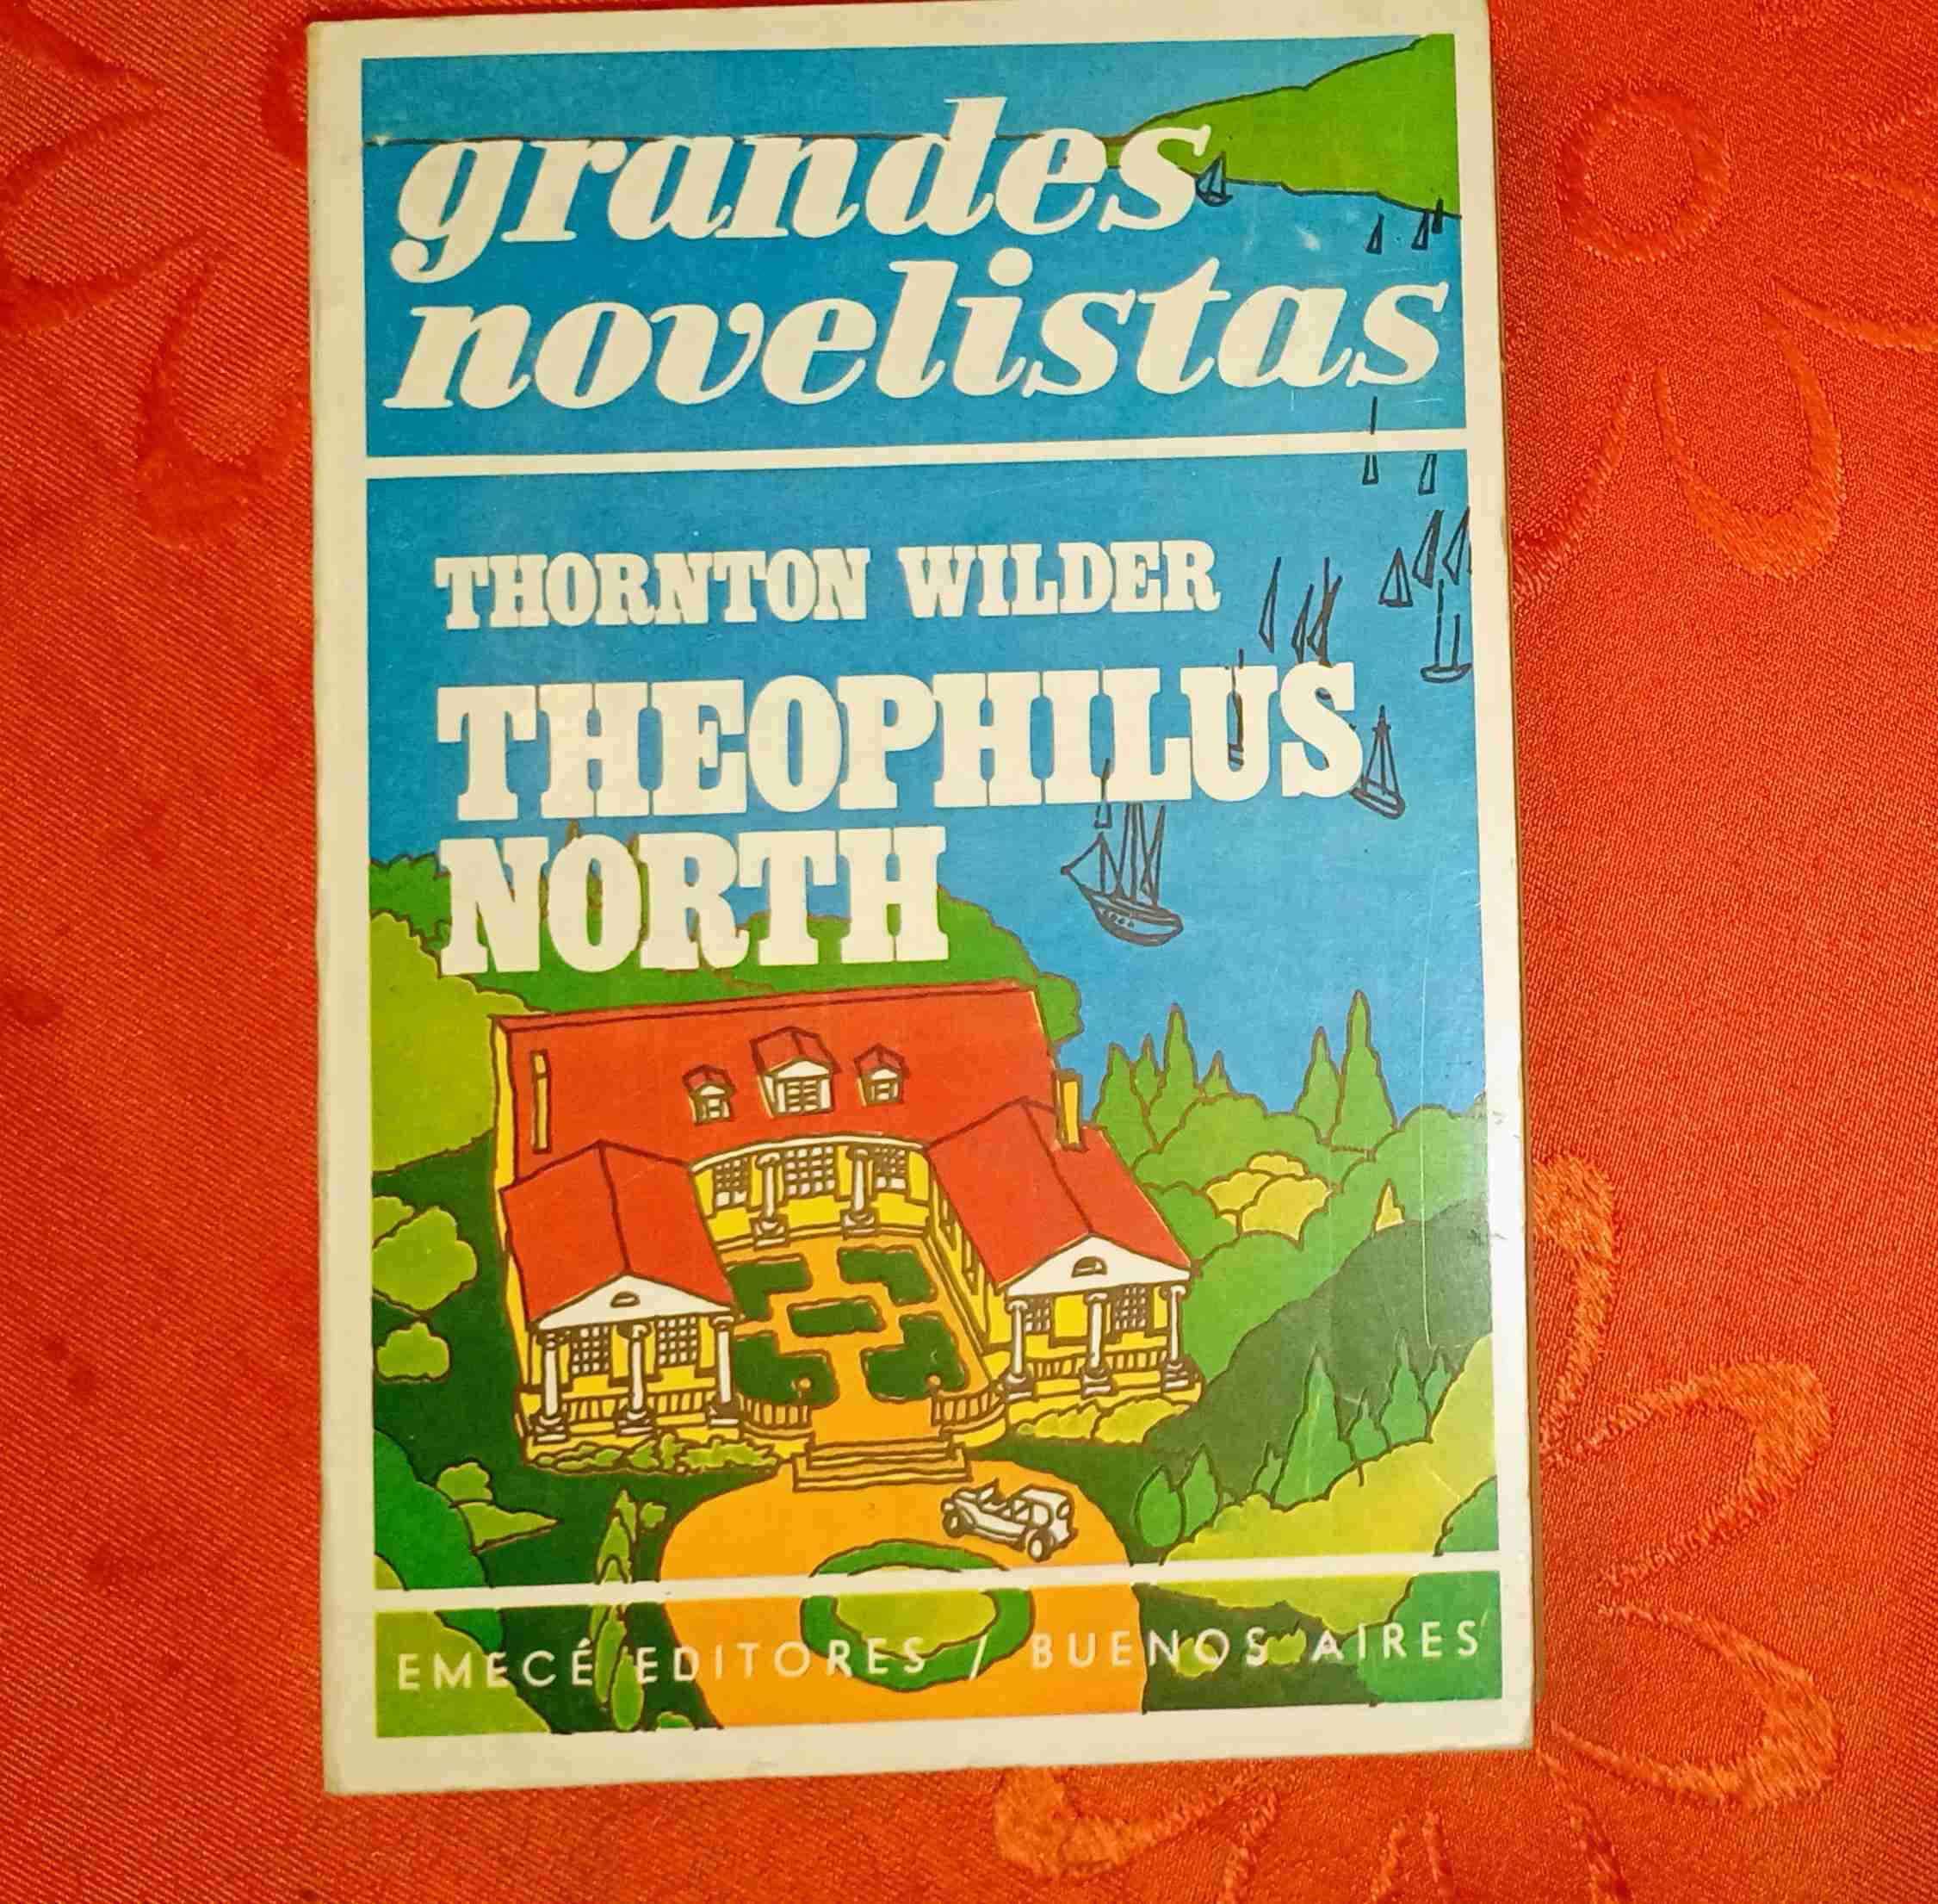 grandes
novelistas
THORNTON WILDER
THEOPHILUS
NORTH
EMECÉ EDITORES / BUENOS AIRES